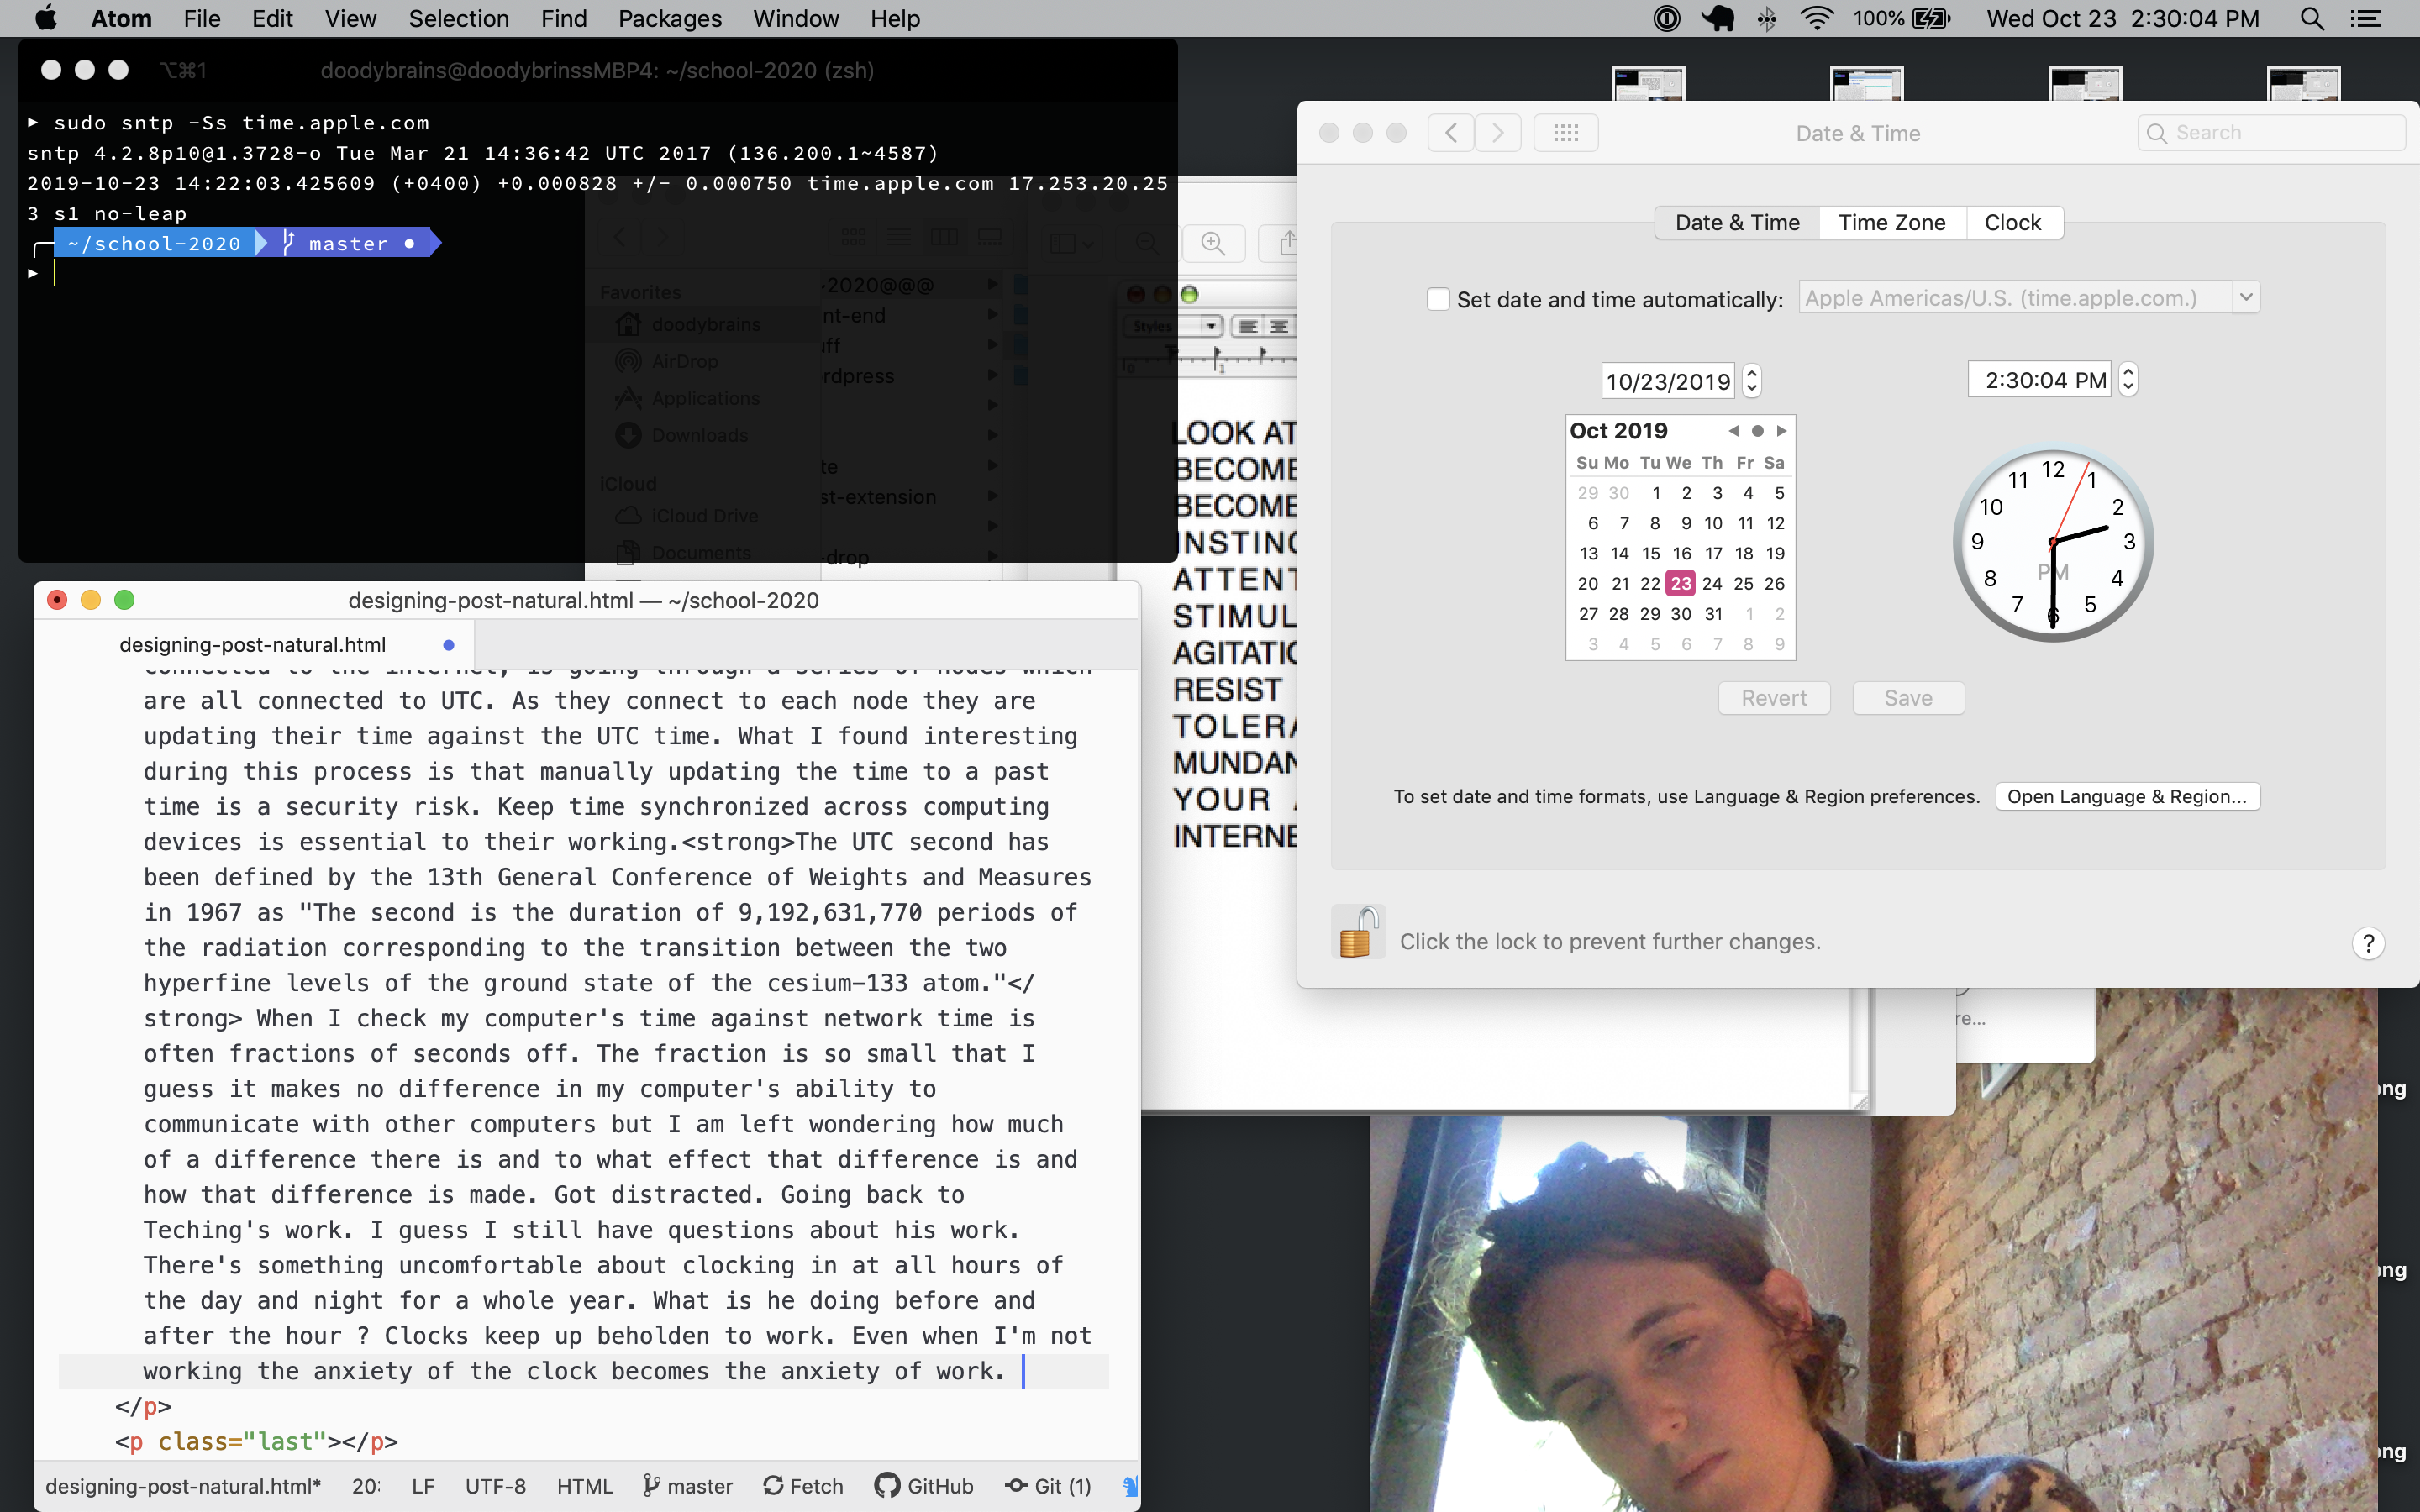 Atom File Edit View Selection Find Packages Window Help 100% Wed Oct 23 2:30:04 PM
⌥⌘1 doodybrains@doodybrinssMBP4: ~/school-2020 (zsh)
▸ sudo sntp -Ss time.apple.com
sntp 4.2.8p10@1.3728-o Tue Mar 21 14:36:42 UTC 2017 (136.200.1~4587)
2019-10-23 14:22:03.425609 (+0400) +0.000828 +/- 0.000750 time.apple.com 17.253.20.25
3 s1 no-leap
~/school-2020 master
Favorites
doodybrains
AirDrop
Applications
Downloads
iCloud
iCloud Drive
Documents
-2020@@@
nt-end
uff
rdpress
te
st-extension
-drop
Styles
LOOK AT
BECOME
BECOME
INSTINC
ATTENT
STIMUL
AGITATIO
RESIST
TOLERA
MUNDAN
YOUR
INTERNE
Date & Time
Search
Date & Time Time Zone Clock
Set date and time automatically: Apple Americas/U.S. (time.apple.com.)
10/23/2019 2:30:04 PM
Oct 2019
Su Mo Tu We Th Fr Sa
29 30 1 2 3 4 5
6 7 8 9 10 11 12
13 14 15 16 17 18 19
20 21 22 23 24 25 26
27 28 29 30 31 1 2
3 4 5 6 7 8 9
12 1 2 3 4 5 6 7 8 9 10 11
PM
Revert Save
To set date and time formats, use Language & Region preferences. Open Language & Region...
Click the lock to prevent further changes. ?
re...
ong
ong
ong
designing-post-natural.html — ~/school-2020
designing-post-natural.html
connected to the internet, is going through a series of nodes which
are all connected to UTC. As they connect to each node they are
updating their time against the UTC time. What I found interesting
during this process is that manually updating the time to a past
time is a security risk. Keep time synchronized across computing
devices is essential to their working.<strong>The UTC second has
been defined by the 13th General Conference of Weights and Measures
in 1967 as "The second is the duration of 9,192,631,770 periods of
the radiation corresponding to the transition between the two
hyperfine levels of the ground state of the cesium-133 atom."</
strong> When I check my computer's time against network time is
often fractions of seconds off. The fraction is so small that I
guess it makes no difference in my computer's ability to
communicate with other computers but I am left wondering how much
of a difference there is and to what effect that difference is and
how that difference is made. Got distracted. Going back to
Teching's work. I guess I still have questions about his work.
There's something uncomfortable about clocking in at all hours of
the day and night for a whole year. What is he doing before and
after the hour ? Clocks keep up beholden to work. Even when I'm not
working the anxiety of the clock becomes the anxiety of work.
</p>
<p class="last"></p>
designing-post-natural.html* 20: LF UTF-8 HTML master Fetch GitHub Git (1)